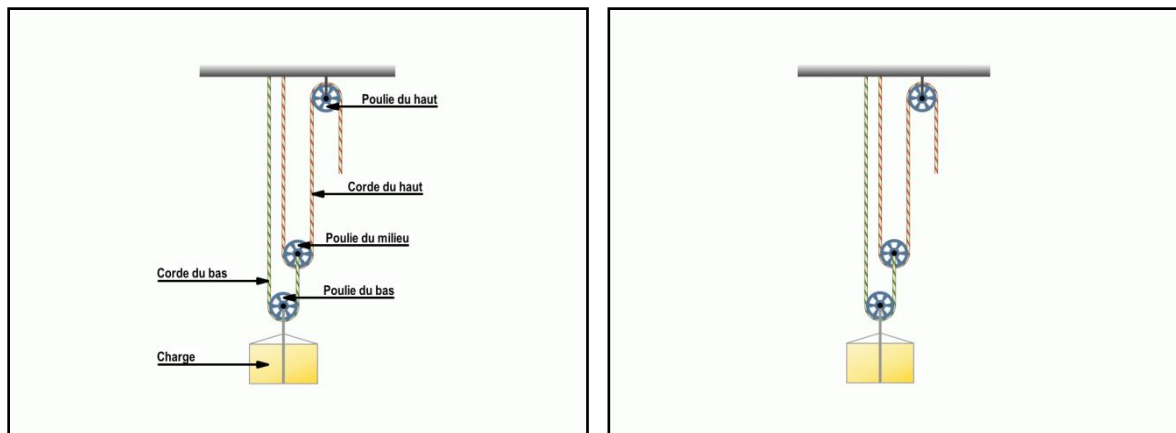 Poulie du haut
Corde du haut
Poulie du milieu
Corde du bas
Poulie du bas
Charge